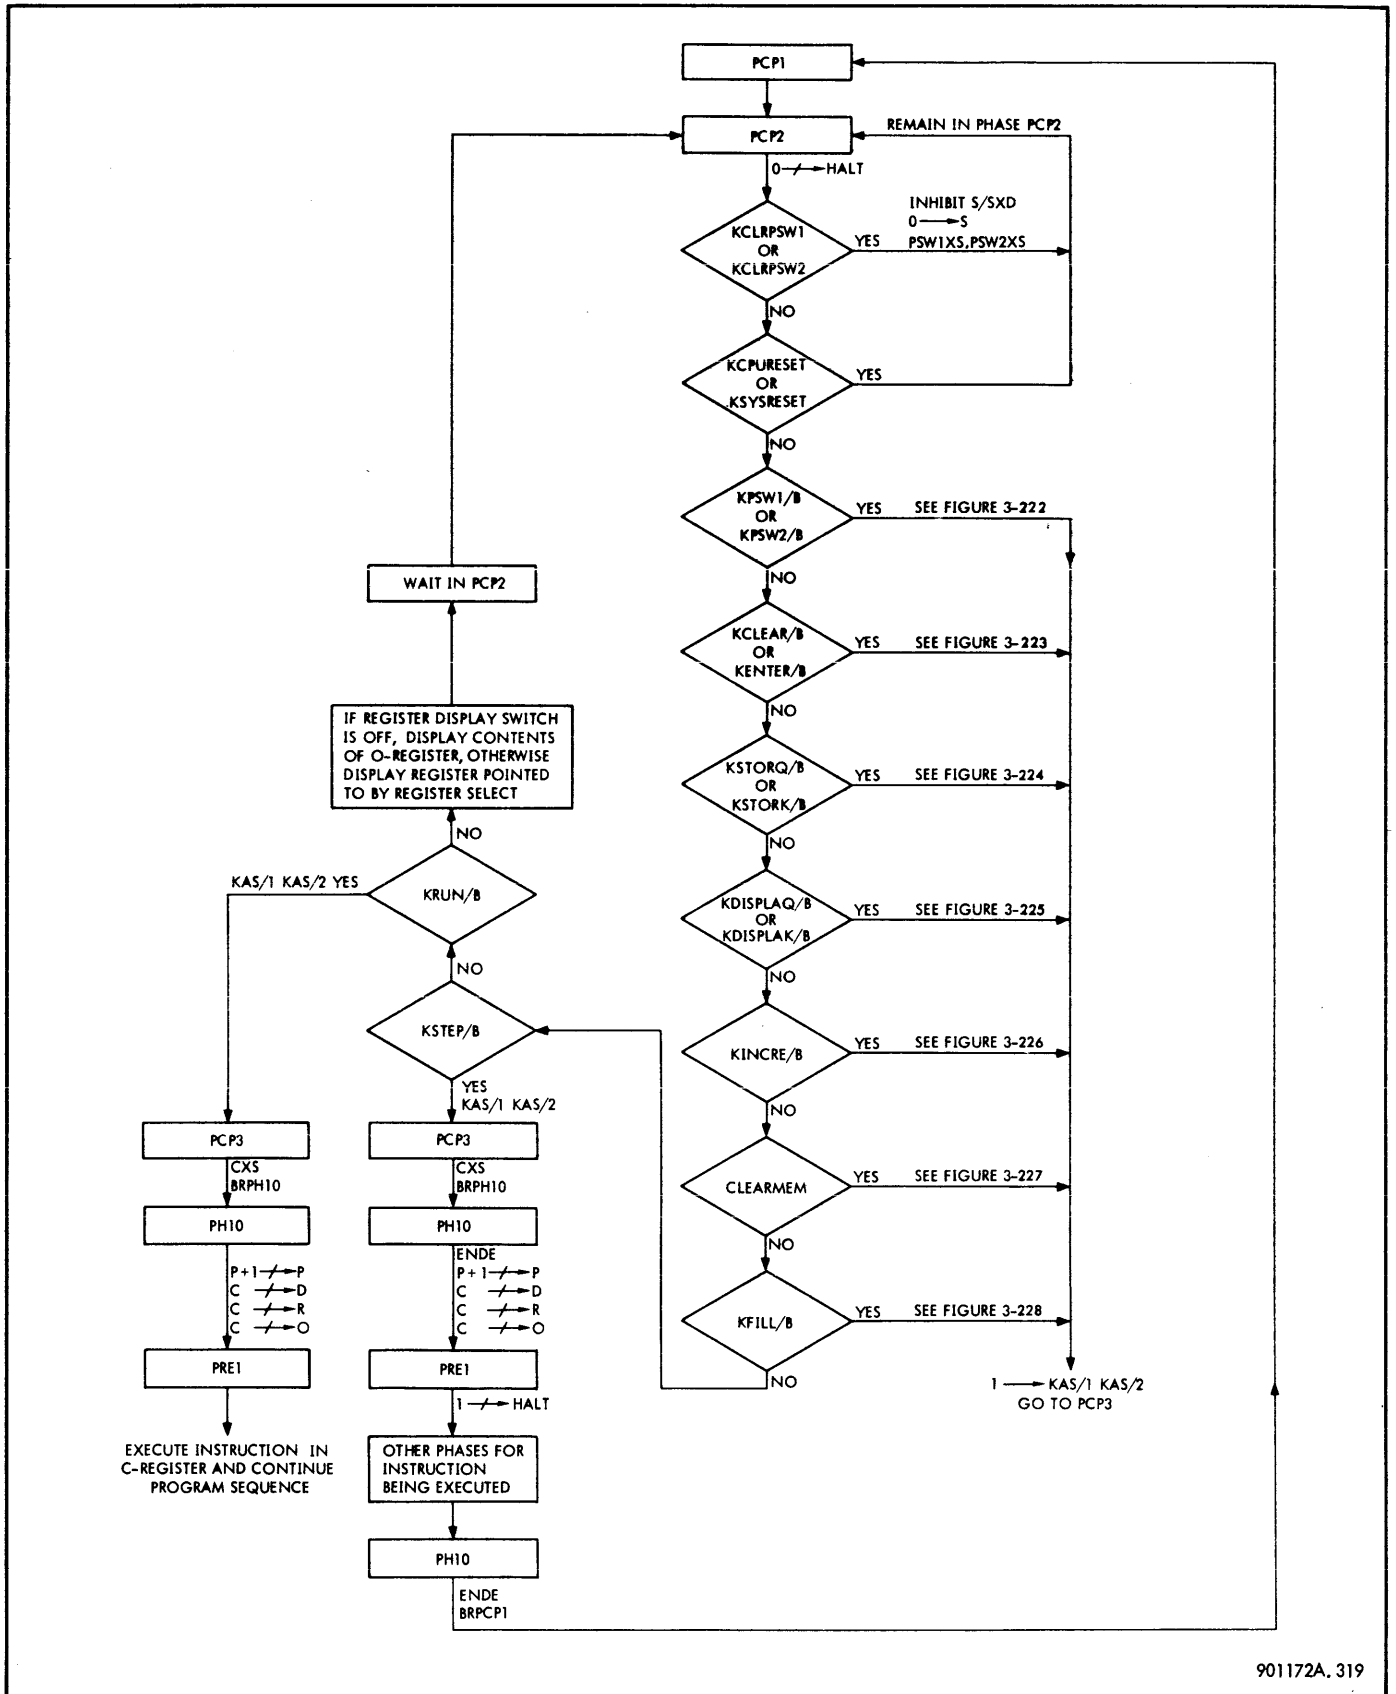 PCP1
PCP2
REMAIN IN PHASE PCP2
0-/->HALT
INHIBIT S/SXD
0→S
KCLRPSW1
OR
KCLRPSW2
YES
PSW1XS,PSW2XS
NO
KCPURESET
OR
KSYSRESET
YES
NO
KPSW1/B
OR
KPSW2/B
YES
SEE FIGURE 3-222
NO
WAIT IN PCP2
KCLEAR/B
OR
KENTER/B
YES
SEE FIGURE 3-223
NO
IF REGISTER DISPLAY SWITCH
IS OFF, DISPLAY CONTENTS
OF O-REGISTER, OTHERWISE
DISPLAY REGISTER POINTED
TO BY REGISTER SELECT
KSTORQ/B
OR
KSTORK/B
YES
SEE FIGURE 3-224
NO
NO
KAS/1 KAS/2 YES
KRUN/B
KDISPLAQ/B
OR
KDISPLAK/B
YES
SEE FIGURE 3-225
NO
NO
KSTEP/B
KINCRE/B
YES
SEE FIGURE 3-226
YES
KAS/1 KAS/2
NO
PCP3
CXS
BRPH10
PH10
P+1-/->P
C -/->D
C -/->R
C -/->O
PRE1
EXECUTE INSTRUCTION IN
C-REGISTER AND CONTINUE
PROGRAM SEQUENCE
PCP3
CXS
BRPH10
PH10
ENDE
P+1-/->P
C -/->D
C -/->R
C -/->O
PRE1
1-/->HALT
OTHER PHASES FOR
INSTRUCTION
BEING EXECUTED
PH10
ENDE
BRPCP1
CLEARMEM
YES
SEE FIGURE 3-227
NO
KFILL/B
YES
SEE FIGURE 3-228
NO
1→KAS/1 KAS/2
GO TO PCP3
901172A. 319